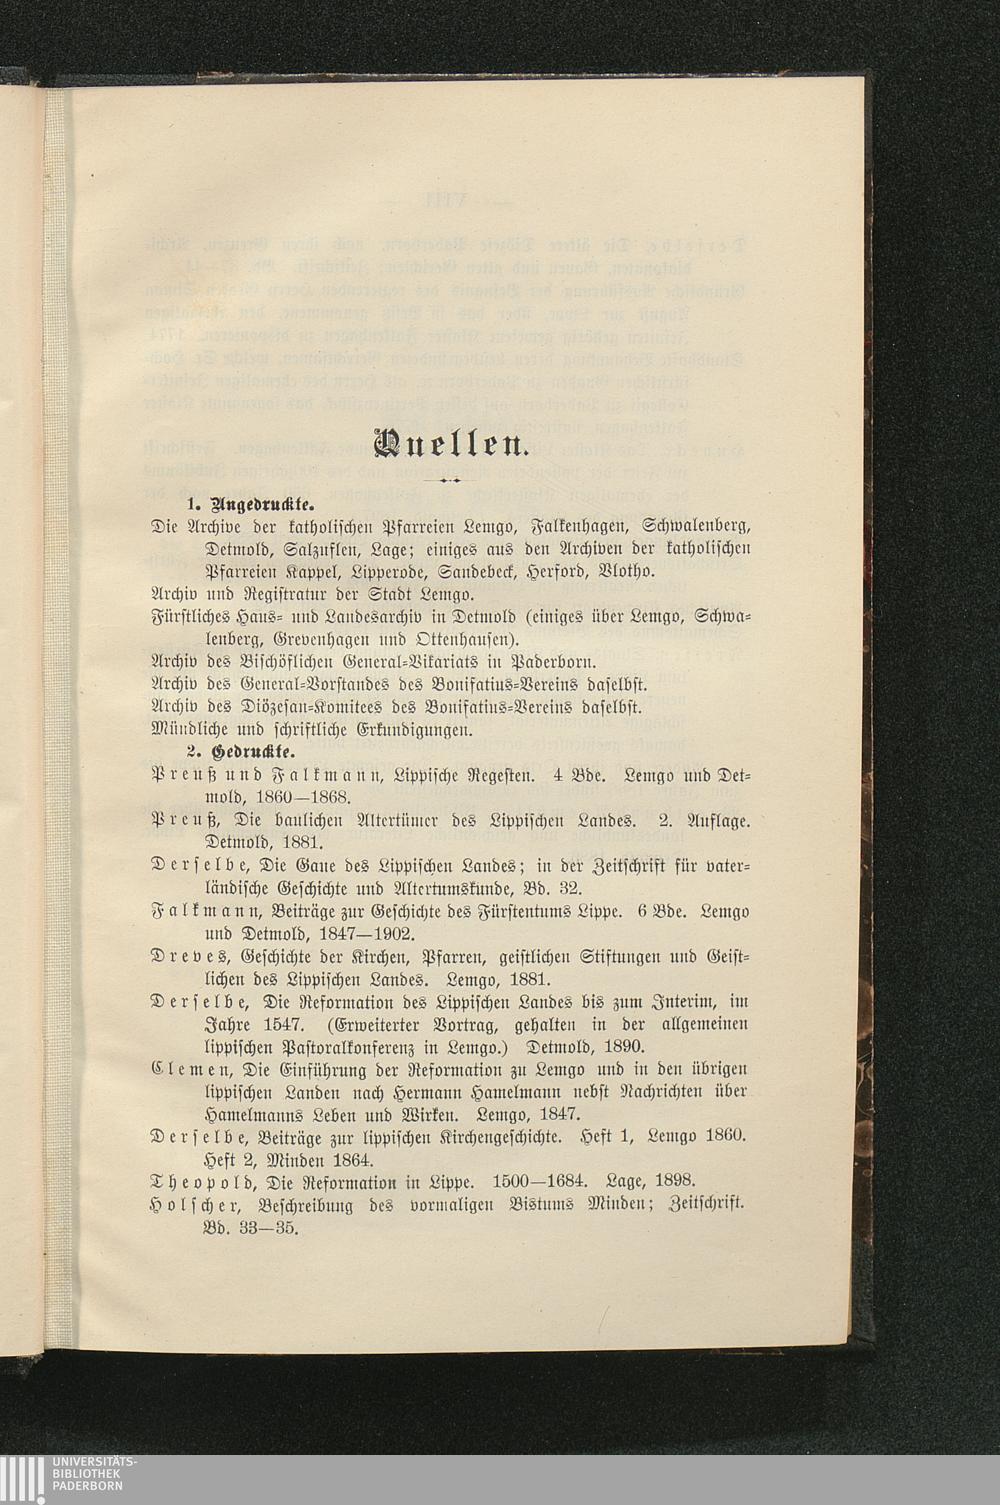 Quellen.
1. Ungedruckte.
Die Archive der katholischen Pfarreien Lemgo, Falkenhagen, Schwalenberg,
Detmold, Salzuflen, Lage; einiges aus den Archiven der katholischen
Pfarreien Kappel, Lipperode, Sandebeck, Herford, Vlotho.
Archiv und Registratur der Stadt Lemgo.
Fürstliches Haus- und Landesarchiv in Detmold (einiges über Lemgo, Schwa-
lenberg, Grevenhagen und Ottenhausen).
Archiv des Bischöflichen General-Vikariats in Paderborn.
Archiv des General-Vorstandes des Bonifatius-Vereins daselbst.
Archiv des Diözesan-Komitees des Bonifatius-Vereins daselbst.
Mündliche und schriftliche Erkundigungen.
2. Gedruckte.
Preuß und Falkmann, Lippische Regesten. 4 Bde. Lemgo und Det-
mold, 1860—1868.
Preuß, Die baulichen Altertümer des Lippischen Landes. 2. Auflage.
Detmold, 1881.
Derselbe, Die Gaue des Lippischen Landes; in der Zeitschrift für vater-
ländische Geschichte und Altertumskunde, Bd. 32.
Falkmann, Beiträge zur Geschichte des Fürstentums Lippe. 6 Bde. Lemgo
und Detmold, 1847—1902.
Dreves, Geschichte der Kirchen, Pfarren, geistlichen Stiftungen und Geist-
lichen des Lippischen Landes. Lemgo, 1881.
Derselbe, Die Reformation des Lippischen Landes bis zum Interim, im
Jahre 1547. (Erweiterter Vortrag, gehalten in der allgemeinen
lippischen Pastoralkonferenz in Lemgo.) Detmold, 1890.
Clemen, Die Einführung der Reformation zu Lemgo und in den übrigen
lippischen Landen nach Hermann Hamelmann nebst Nachrichten über
Hamelmanns Leben und Wirken. Lemgo, 1847.
Derselbe, Beiträge zur lippischen Kirchengeschichte. Heft 1, Lemgo 1860.
Heft 2, Minden 1864.
Theopold, Die Reformation in Lippe. 1500—1684. Lage, 1898.
Holscher, Beschreibung des vormaligen Bistums Minden; Zeitschrift.
Bd. 33—35.
UNIVERSITÄTS-
BIBLIOTHEK
PADERBORN